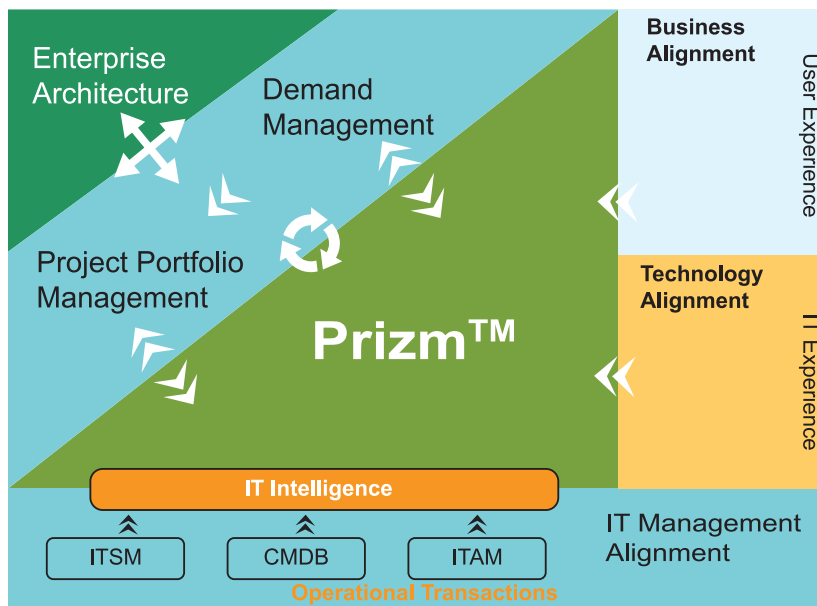 Enterprise
Architecture
Demand
Management
Project Portfolio
Management
Prizm™
Business
Alignment
User Experience
Technology
Alignment
IT Experience
IT Intelligence
ITSM
CMDB
ITAM
Operational Transactions
IT Management
Alignment